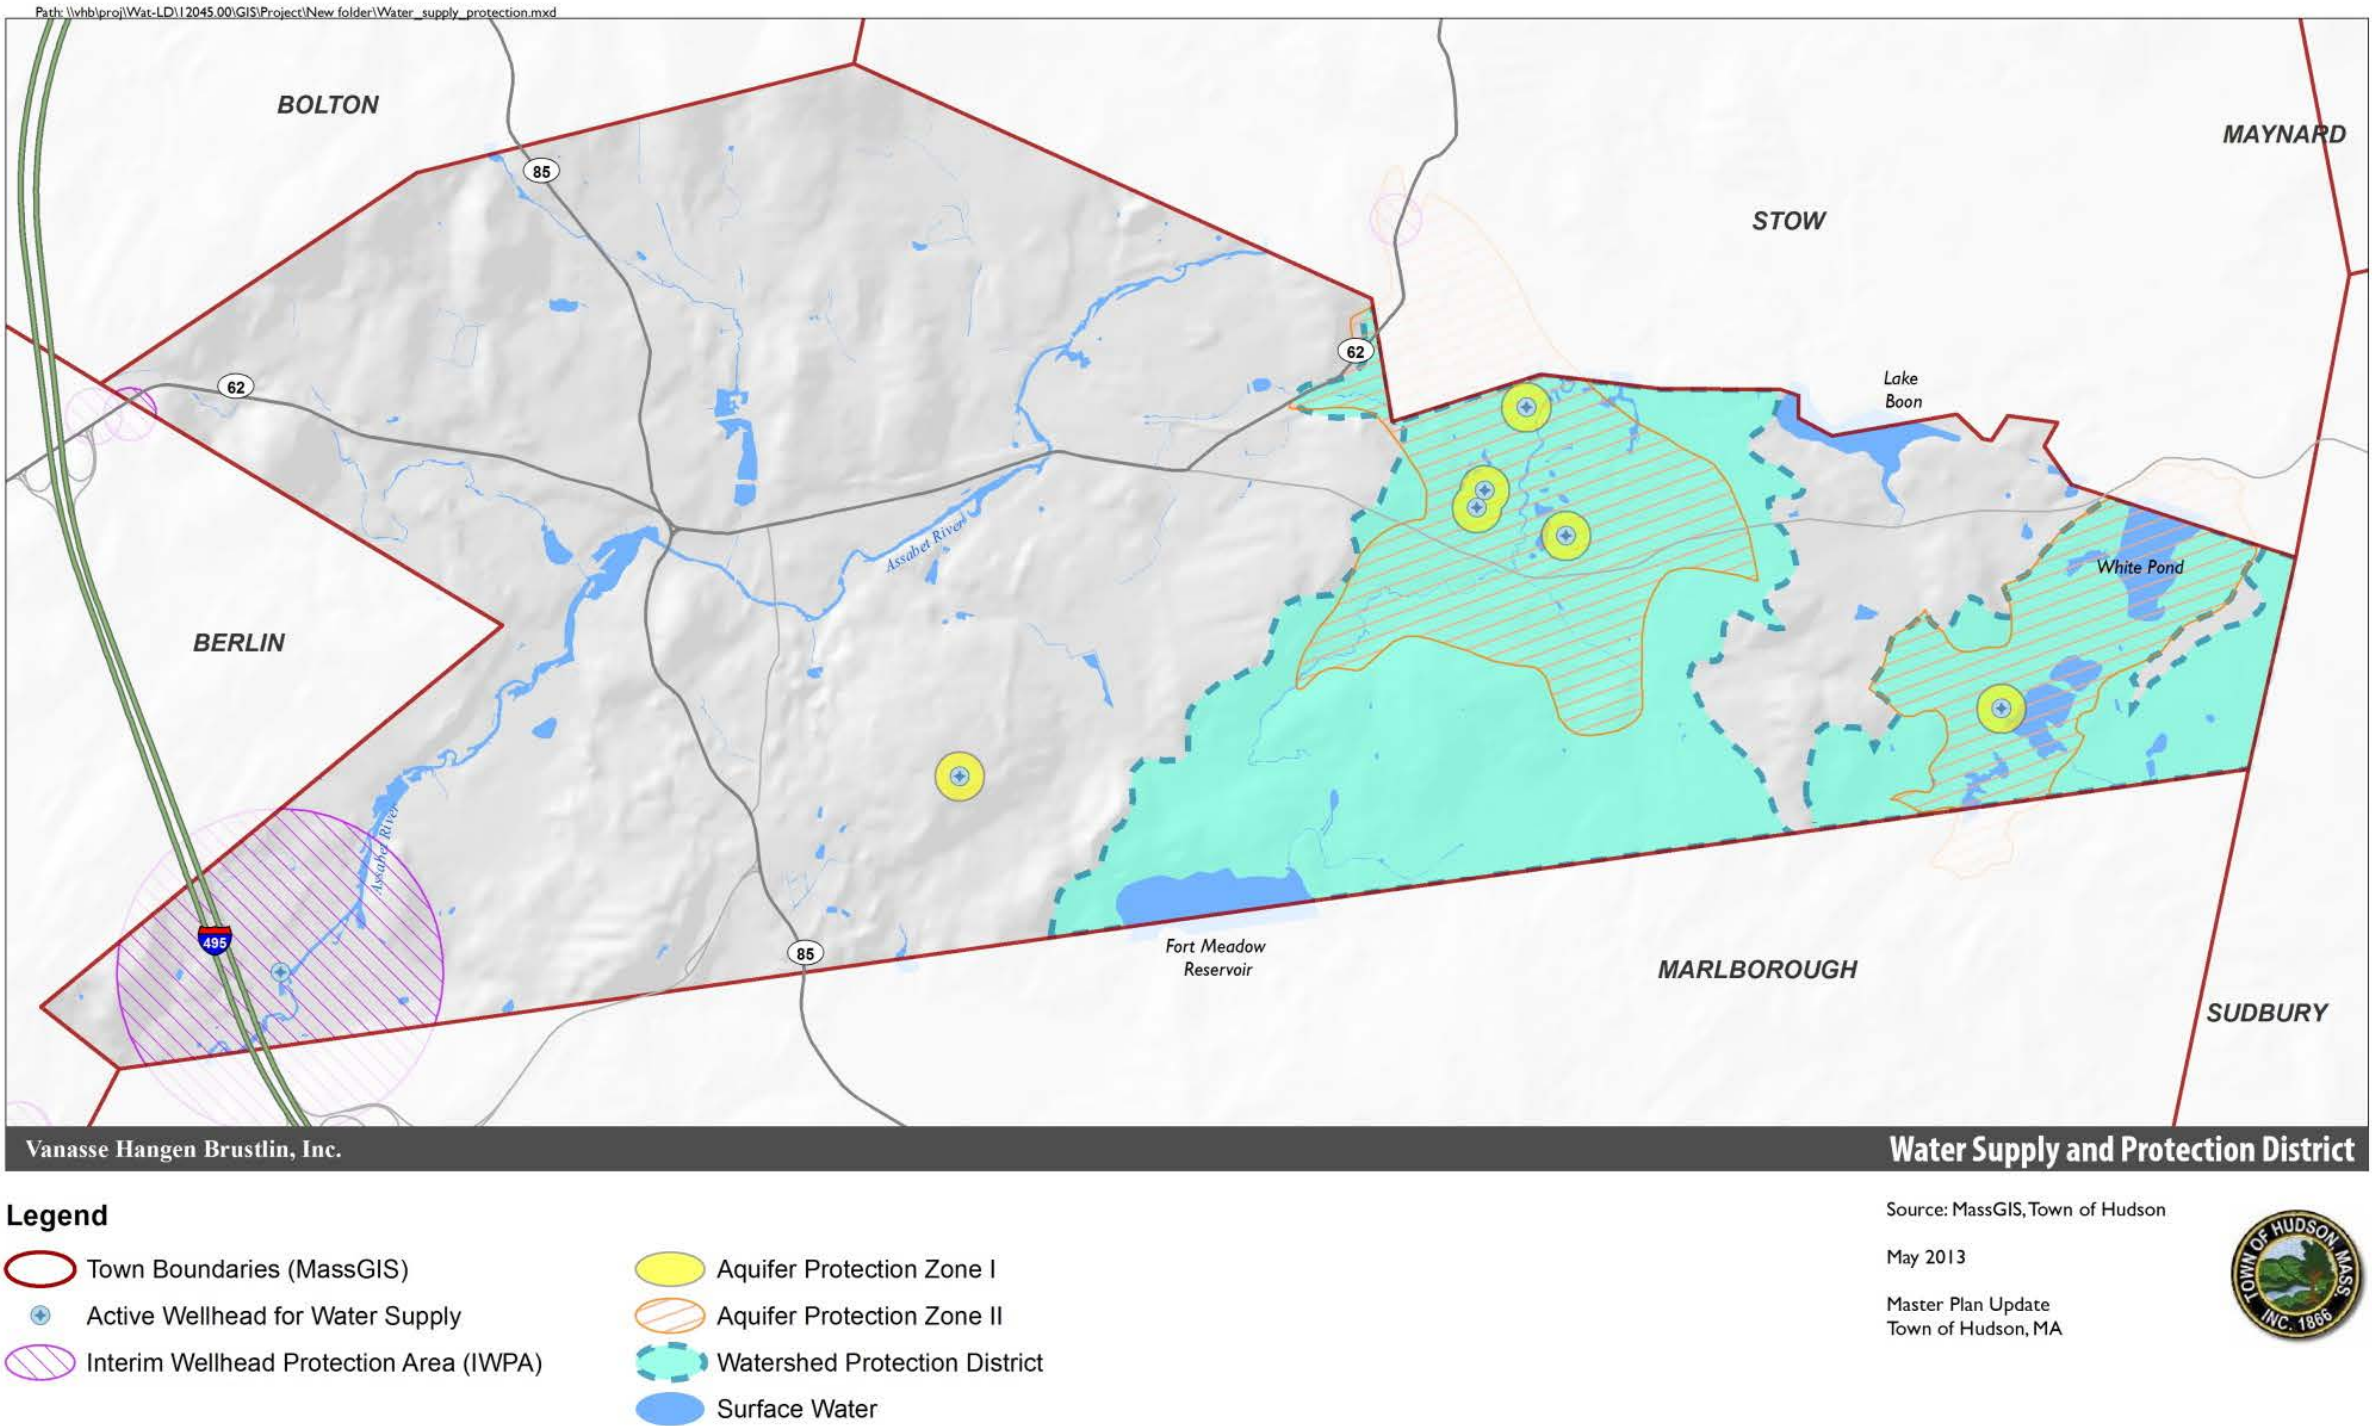 Path: \\vhb\proj\Wat-LD\12045.00\GIS\Project\New folder\Water_supply_protection.mxd
BOLTON
MAYNARD
85
STOW
62
62
Lake
Boon
Assabet River
White Pond
BERLIN
Assabet River
495
85
Fort Meadow
Reservoir
MARLBOROUGH
SUDBURY
Vanasse Hangen Brustlin, Inc.
Water Supply and Protection District
Legend
Town Boundaries (MassGIS)
Active Wellhead for Water Supply
Interim Wellhead Protection Area (IWPA)
Aquifer Protection Zone I
Aquifer Protection Zone II
Watershed Protection District
Surface Water
Source: MassGIS, Town of Hudson
May 2013
Master Plan Update
Town of Hudson, MA
TOWN OF HUDSON, MASS.
INC. 1866